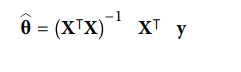 θ̂ = (XᵀX)⁻¹ Xᵀ y